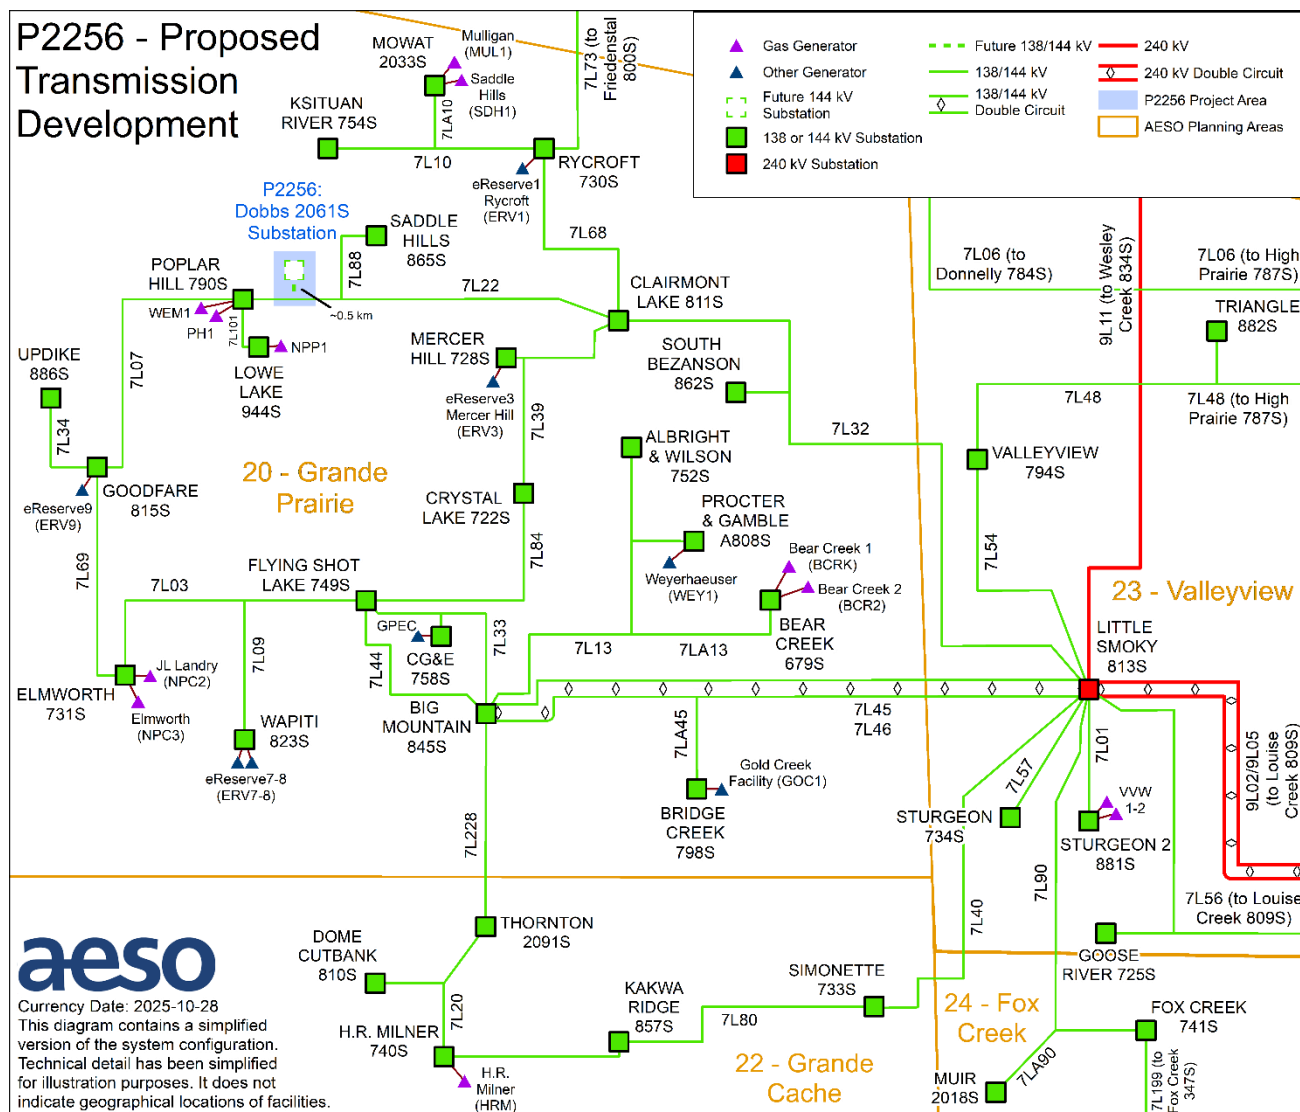 P2256 - Proposed
Transmission
Development
MOWAT
2033S
Mulligan
(MUL1)
Saddle
Hills
(SDH1)
7L73 (to
Friedenstal
800S)
KSITUAN
RIVER 754S
7LA10
7L10
RYCROFT
730S
eReserve1
Rycroft
(ERV1)
Gas Generator
Other Generator
Future 144 kV
Substation
138 or 144 kV Substation
240 kV Substation
Future 138/144 kV
138/144 kV
138/144 kV
Double Circuit
240 kV
240 kV Double Circuit
P2256 Project Area
AESO Planning Areas
P2256:
Dobbs 2061S
Substation
SADDLE
HILLS
865S
7L88
7L68
7L22
~0.5 km
POPLAR
HILL 790S
WEM1
PH1
7L101
NPP1
LOWE
LAKE
944S
CLAIRMONT
LAKE 811S
7L06 (to
Donnelly 784S)
9L11 (to Wesley
Creek 834S)
7L06 (to High
Prairie 787S)
TRIANGLE
882S
UPDIKE
886S
7L07
7L34
MERCER
HILL 728S
eReserve3
Mercer Hill
(ERV3)
7L39
SOUTH
BEZANSON
862S
7L32
7L48
7L48 (to High
Prairie 787S)
ALBRIGHT
& WILSON
752S
VALLEYVIEW
794S
20 - Grande
Prairie
GOODFARE
815S
eReserve9
(ERV9)
CRYSTAL
LAKE 722S
PROCTER
& GAMBLE
A808S
Weyerhaeuser
(WEY1)
Bear Creek 1
(BCRK)
Bear Creek 2
(BCR2)
BEAR
CREEK
679S
7L54
7L84
7L69
7L03
FLYING SHOT
LAKE 749S
23 - Valleyview
LITTLE
SMOKY
813S
GPEC
CG&E
758S
7L33
7L44
7L13
7LA13
7L09
JL Landry
(NPC2)
Elmworth
(NPC3)
ELMWORTH
731S
WAPITI
823S
eReserve7-8
(ERV7-8)
BIG
MOUNTAIN
845S
7L45
7L46
7LA45
Gold Creek
Facility (GOC1)
BRIDGE
CREEK
798S
7L57
7L01
STURGEON
734S
VVW
1-2
STURGEON 2
881S
9L02/9L05
(to Louise
Creek 809S)
7L228
7L90
7L40
7L56 (to Louise
Creek 809S)
THORNTON
2091S
DOME
CUTBANK
810S
7L20
GOOSE
RIVER 725S
SIMONETTE
733S
KAKWA
RIDGE
857S
7L80
24 - Fox
Creek
FOX CREEK
741S
H.R. MILNER
740S
H.R.
Milner
(HRM)
22 - Grande
Cache
MUIR
2018S
7LA90
7L199 (to
Fox Creek
347S)
aeso
Currency Date: 2025-10-28
This diagram contains a simplified
version of the system configuration.
Technical detail has been simplified
for illustration purposes. It does not
indicate geographical locations of facilities.